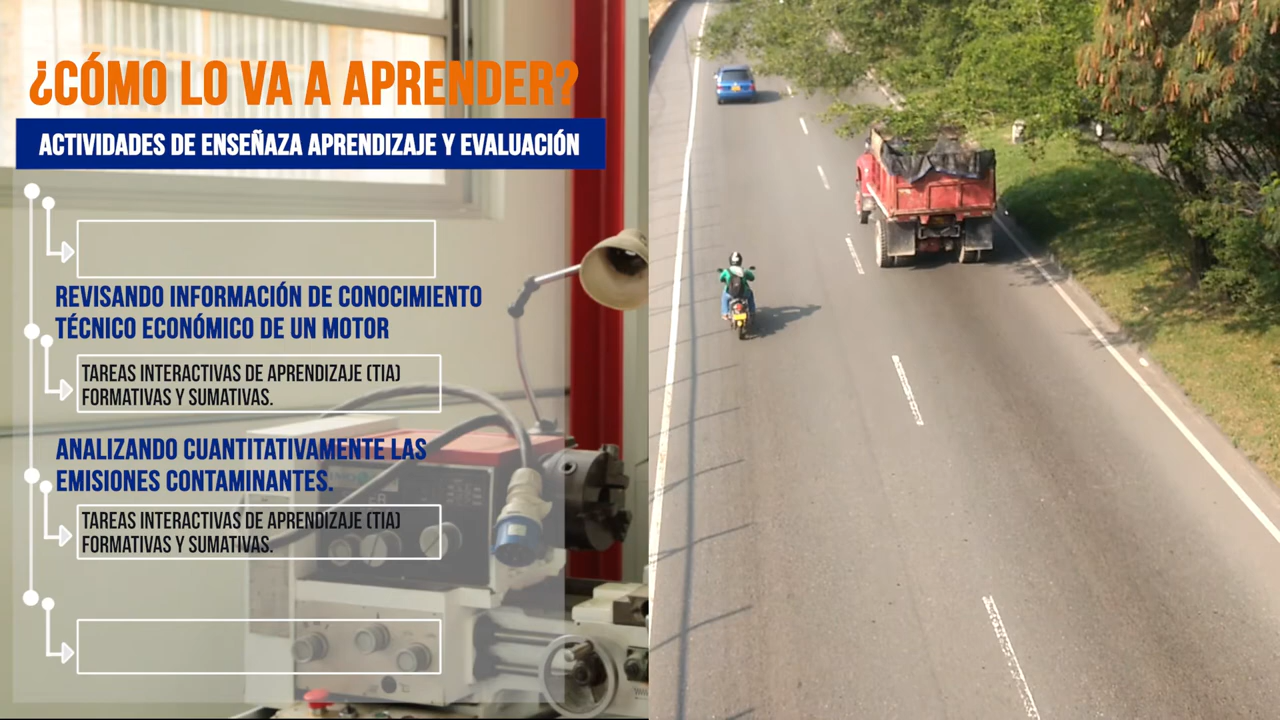 ¿CÓMO LO VA A APRENDER?
ACTIVIDADES DE ENSEÑAZA APRENDIZAJE Y EVALUACIÓN
REVISANDO INFORMACIÓN DE CONOCIMIENTO
TÉCNICO ECONÓMICO DE UN MOTOR
TAREAS INTERACTIVAS DE APRENDIZAJE (TIA)
FORMATIVAS Y SUMATIVAS.
ANALIZANDO CUANTITATIVAMENTE LAS
EMISIONES CONTAMINANTES.
TAREAS INTERACTIVAS DE APRENDIZAJE (TIA)
FORMATIVAS Y SUMATIVAS.